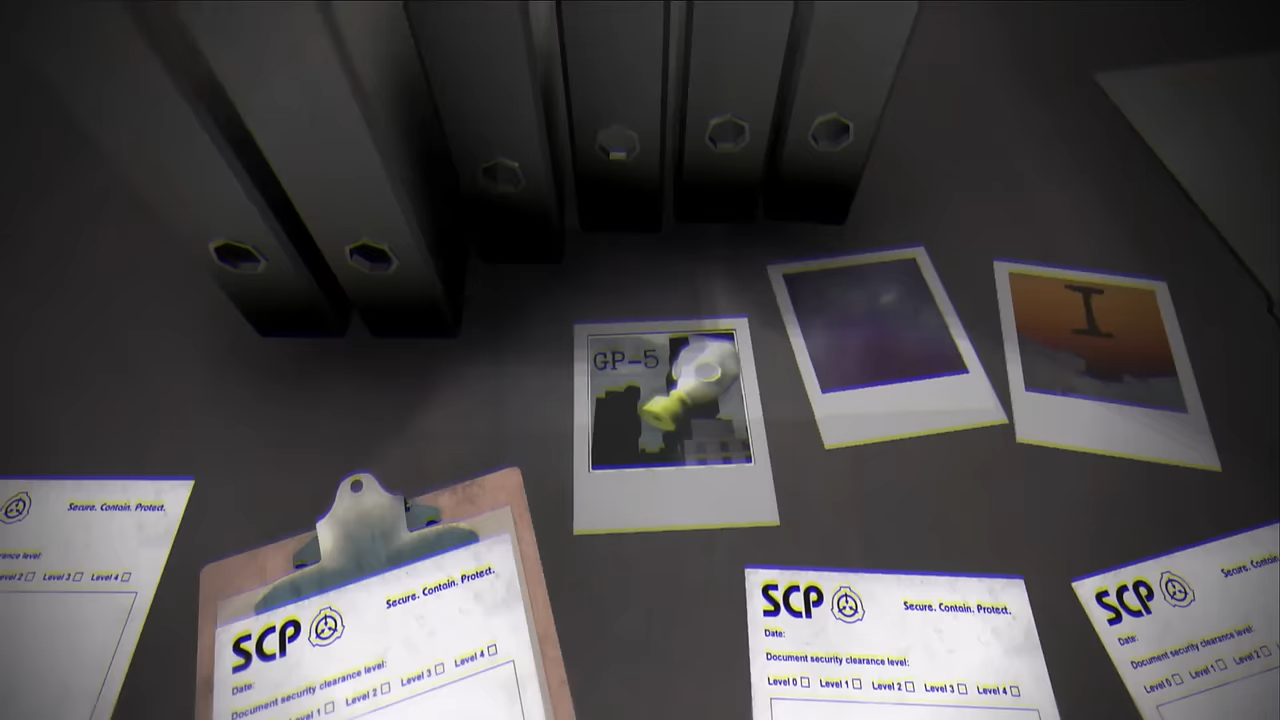 GP-5
I
Secure. Contain. Protect.
Level 2 Level 3 Level 4
SCP
Secure. Contain. Protect.
Date:
Document security clearance level:
Level 1 Level 2 Level 3 Level 4
SCP
Secure. Contain. Protect.
Date:
Document security clearance level:
Level 0 Level 1 Level 2 Level 3 Level 4
SCP
Date:
Document security clearance level:
Level 0 Level 1 Level 2